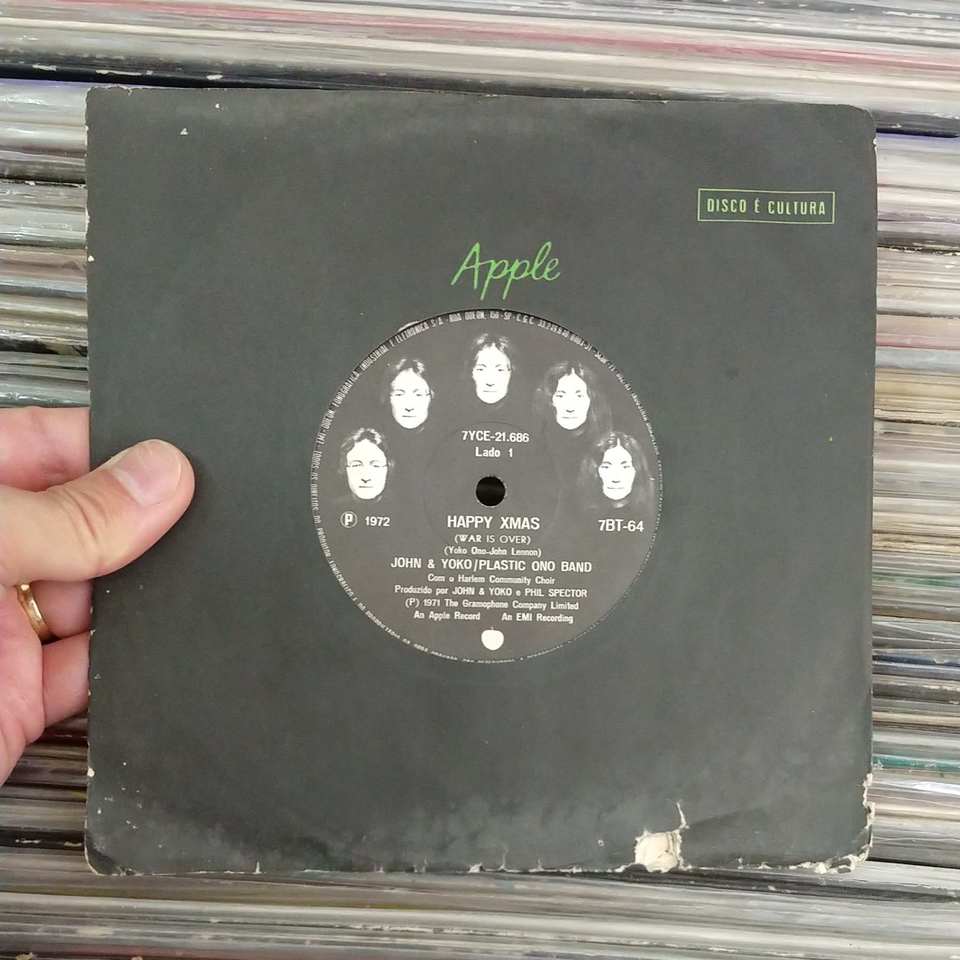 DISCO É CULTURA
Apple
7YCE-21.686
Lado 1
℗ 1972
HAPPY XMAS
7BT-64
(WAR IS OVER)
(Yoko Ono-John Lennon)
JOHN & YOKO/PLASTIC ONO BAND
Com o Harlem Community Choir
Produzido por JOHN & YOKO e PHIL SPECTOR
(P) 1971 The Gramophone Company Limited
An Apple Record An EMI Recording